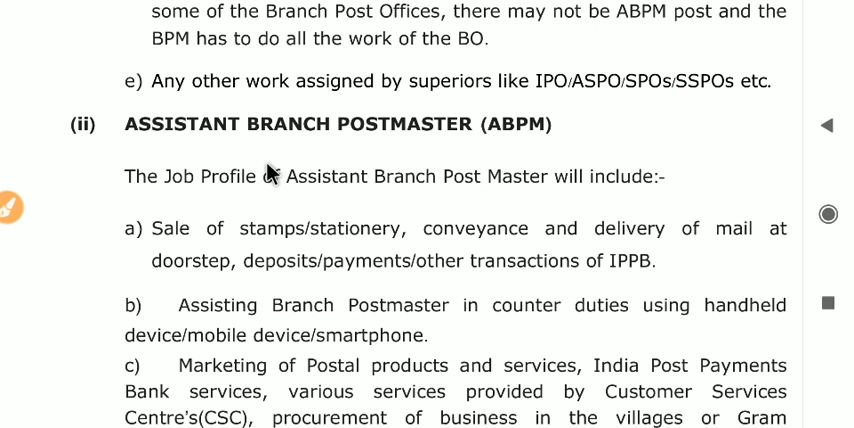 some of the Branch Post Offices, there may not be ABPM post and the
BPM has to do all the work of the BO.
e) Any other work assigned by superiors like IPO/ASPO/SPOs/SSPOs etc.
(ii) ASSISTANT BRANCH POSTMASTER (ABPM)
The Job Profile of Assistant Branch Post Master will include:-
a) Sale of stamps/stationery, conveyance and delivery of mail at
doorstep, deposits/payments/other transactions of IPPB.
b) Assisting Branch Postmaster in counter duties using handheld
device/mobile device/smartphone.
c) Marketing of Postal products and services, India Post Payments
Bank services, various services provided by Customer Services
Centre's(CSC), procurement of business in the villages or Gram